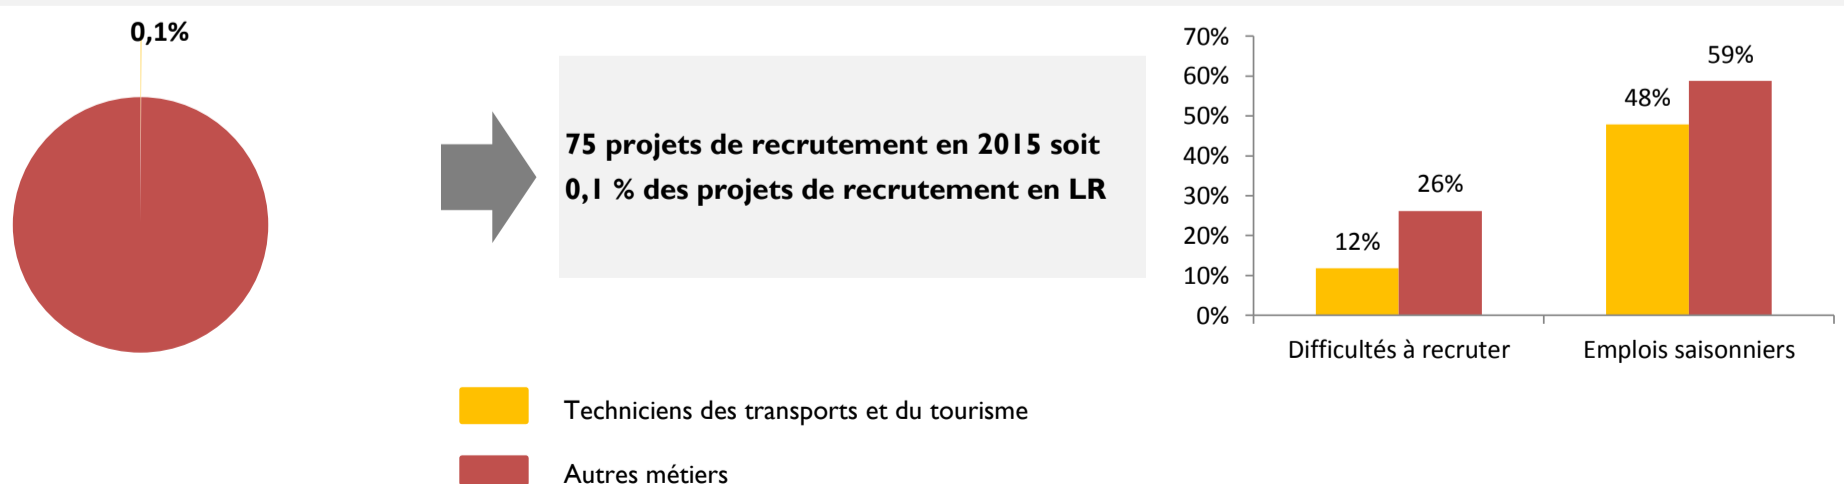 0,1%
75 projets de recrutement en 2015 soit
0,1 % des projets de recrutement en LR
70%
60%
50%
40%
30%
20%
10%
0%
12%
26%
48%
59%
Difficultés à recruter
Emplois saisonniers
Techniciens des transports et du tourisme
Autres métiers